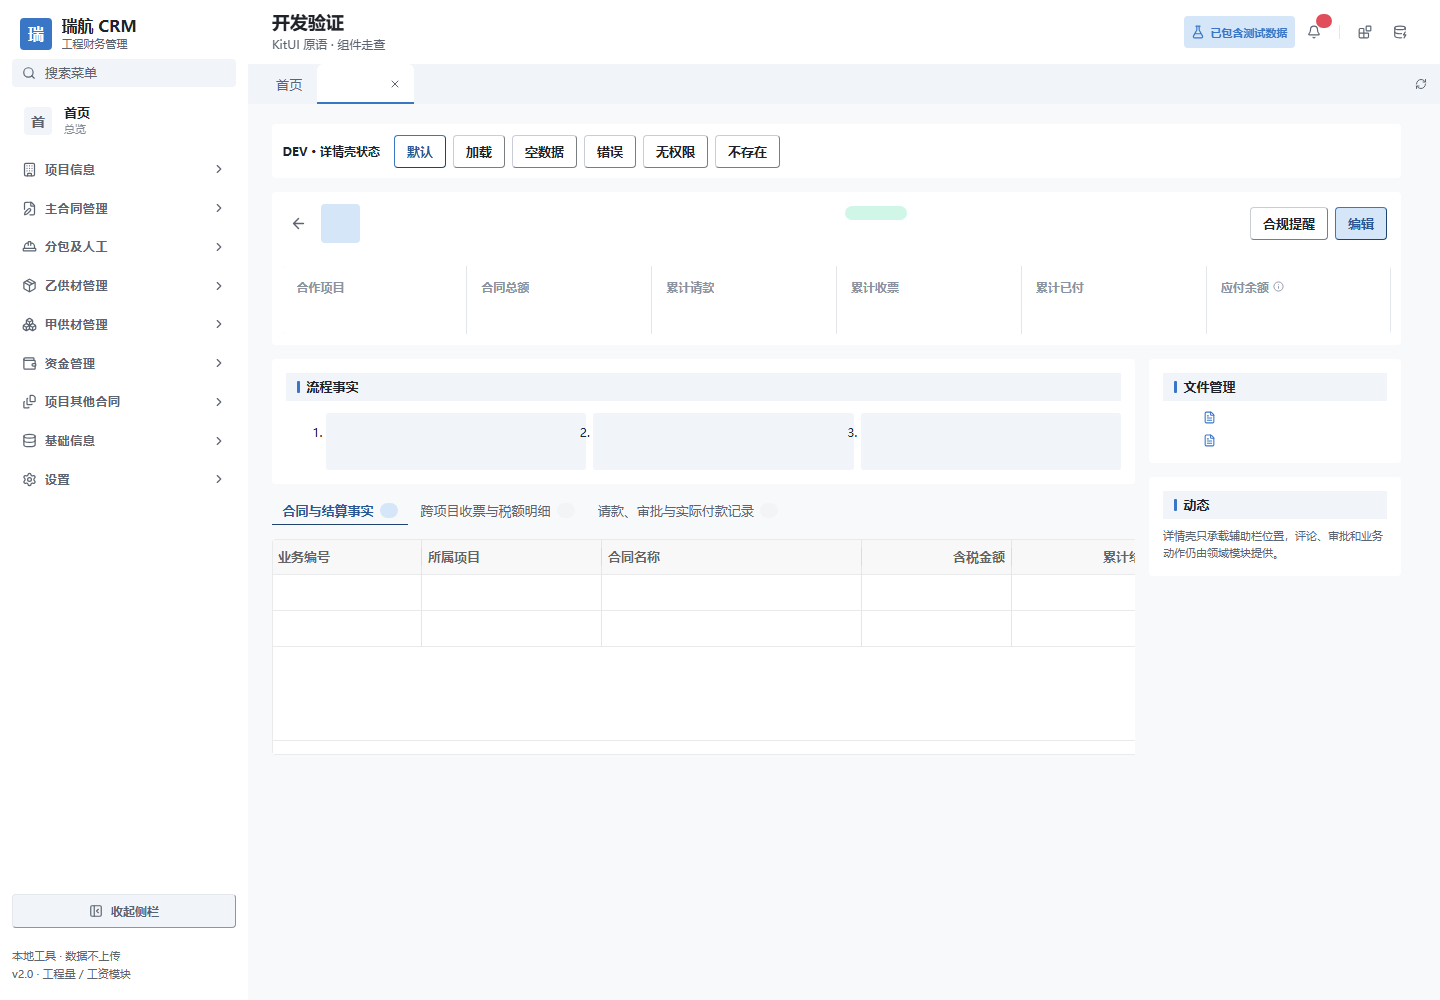 瑞
瑞航 CRM
工程财务管理
搜索菜单
首
首页
总览
项目信息
主合同管理
分包及人工
乙供材管理
甲供材管理
资金管理
项目其他合同
基础信息
设置
收起侧栏
本地工具 · 数据不上传
v2.0 · 工程量 / 工资模块
开发验证
KitUI 原语 · 组件走查
已包含测试数据
首页
DEV · 详情壳状态
默认
加载
空数据
错误
无权限
不存在
合规提醒
编辑
合作项目
合同总额
累计请款
累计收票
累计已付
应付余额
流程事实
1.
2.
3.
合同与结算事实
跨项目收票与税额明细
请款、审批与实际付款记录
业务编号
所属项目
合同名称
含税金额
累计
文件管理
动态
详情壳只承载辅助栏位置，评论、审批和业务
动作仍由领域模块提供。